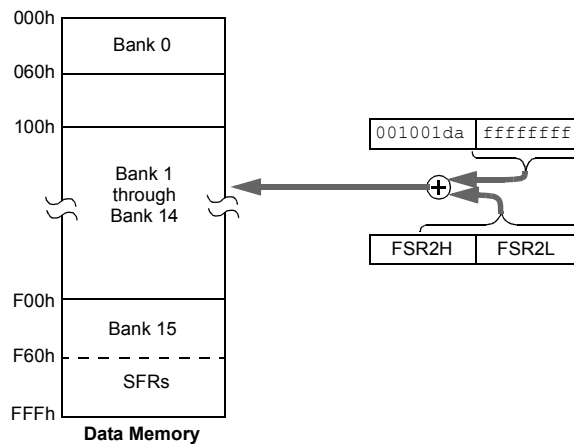 000h
Bank 0
060h
100h
001001da ffffffff
Bank 1
through
Bank 14
FSR2H FSR2L
F00h
Bank 15
F60h
SFRs
FFFh
Data Memory